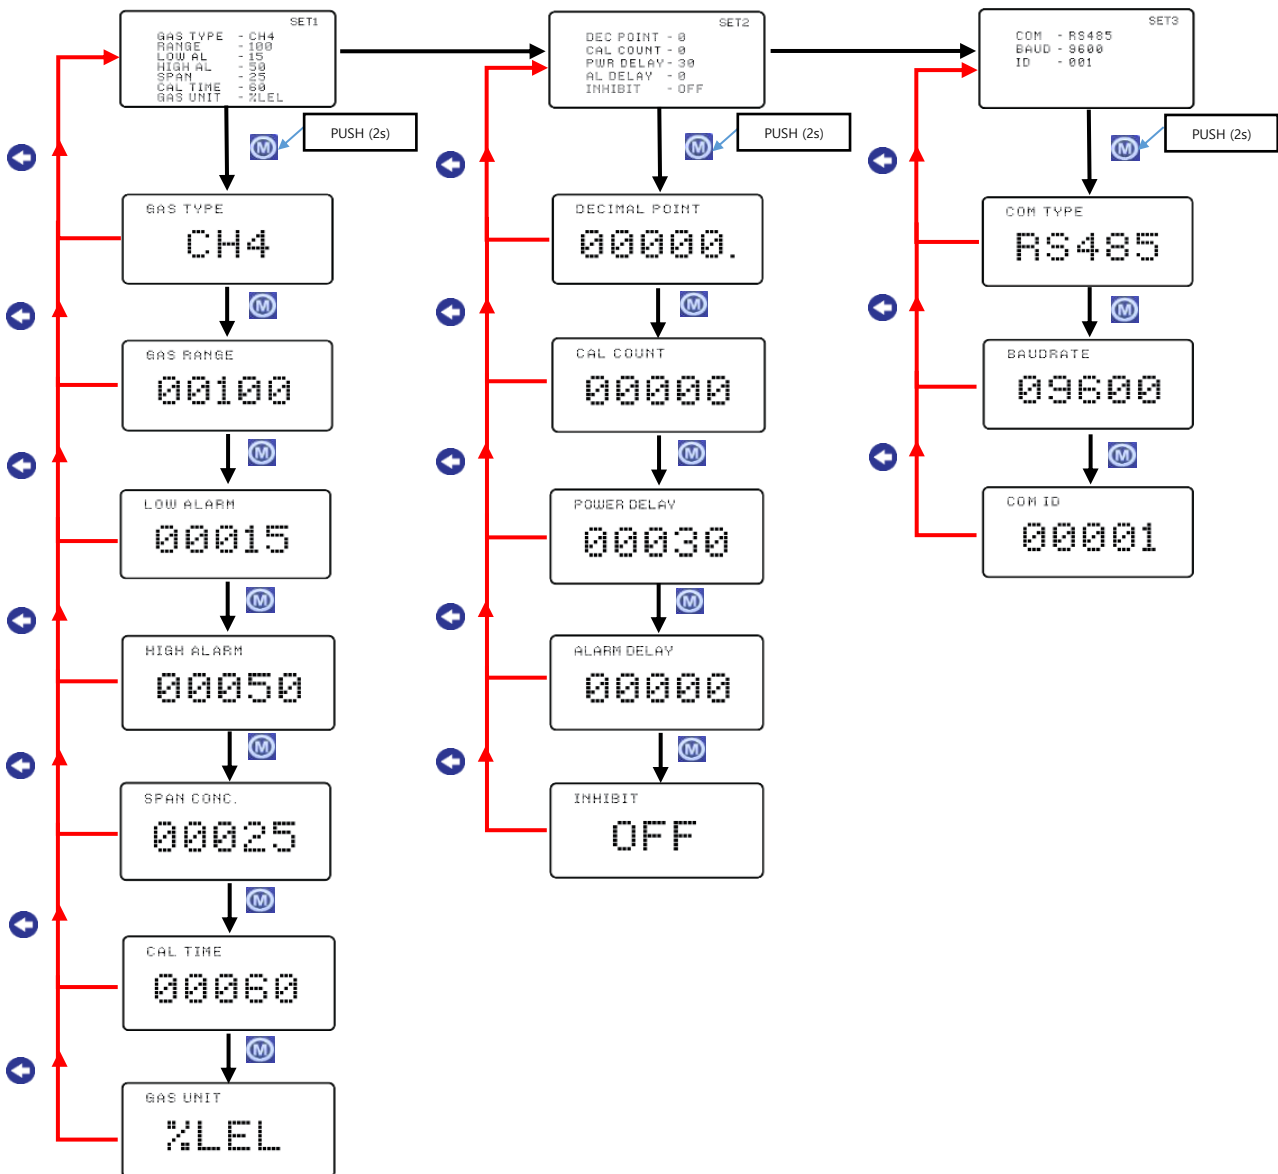 SET1
GAS TYPE - CH4
RANGE - 100
LOW AL - 15
HIGH AL - 50
SPAN - 25
CAL TIME - 60
GAS UNIT - %LEL
M
PUSH (2s)
GAS TYPE
CH4
M
GAS RANGE
00100
M
LOW ALARM
00015
M
HIGH ALARM
00050
M
SPAN CONC.
00025
M
CAL TIME
00060
M
GAS UNIT
%LEL
SET2
DEC POINT - 0
CAL COUNT - 0
PWR DELAY - 30
AL DELAY - 0
INHIBIT - OFF
M
PUSH (2s)
DECIMAL POINT
00000.
M
CAL COUNT
00000
M
POWER DELAY
00030
M
ALARM DELAY
00000
M
INHIBIT
OFF
SET3
COM - RS485
BAUD - 9600
ID - 001
M
PUSH (2s)
COM TYPE
RS485
M
BAUDRATE
09600
M
COM ID
00001